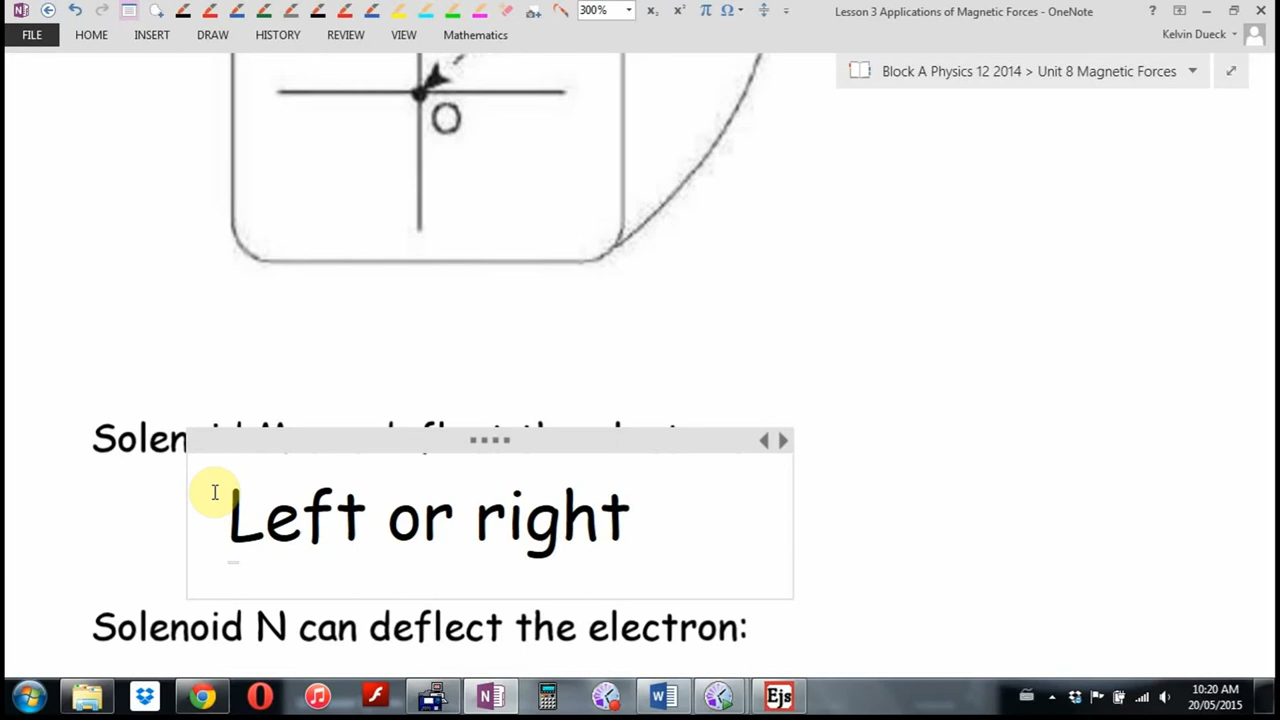 300%
Lesson 3 Applications of Magnetic Forces - OneNote
FILE HOME INSERT DRAW HISTORY REVIEW VIEW Mathematics
Kelvin Dueck
Block A Physics 12 2014 > Unit 8 Magnetic Forces
O
Left or right
Solenoid N can deflect the electron:
Ejs
10:20 AM
20/05/2015